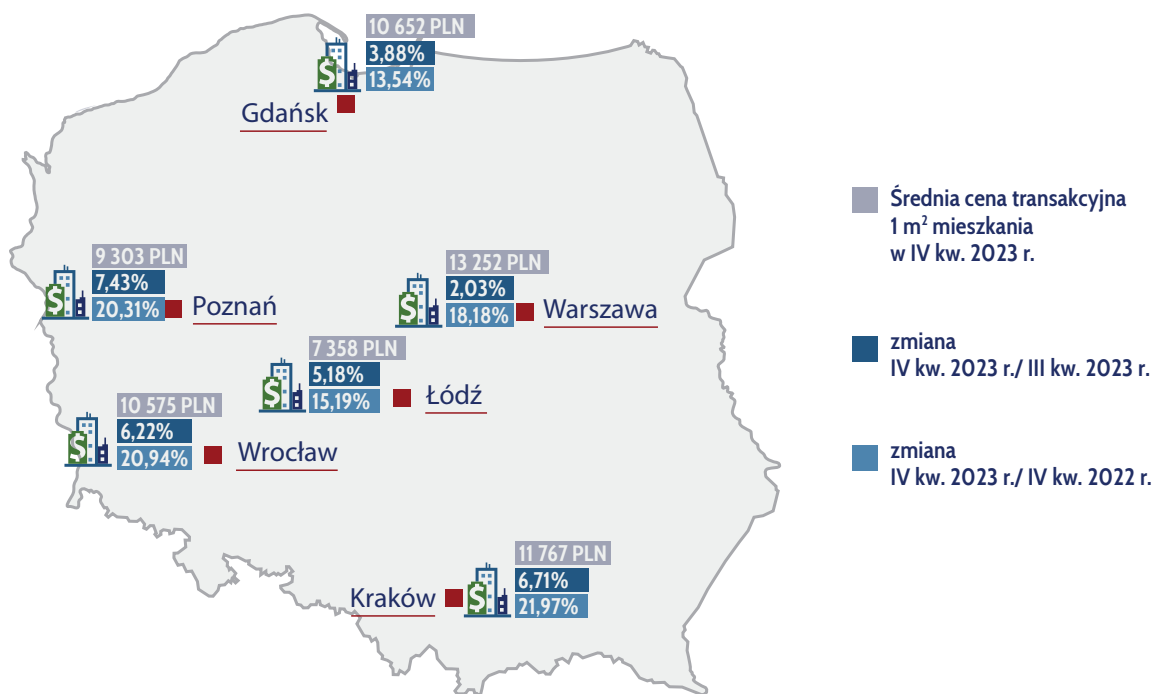 10 652 PLN
3,88%
13,54%
Gdańsk
9 303 PLN
7,43%
20,31%
Poznań
13 252 PLN
2,03%
18,18%
Warszawa
7 358 PLN
5,18%
15,19%
Łódź
10 575 PLN
6,22%
20,94%
Wrocław
11 767 PLN
6,71%
21,97%
Kraków
Średnia cena transakcyjna
1 m² mieszkania
w IV kw. 2023 r.
zmiana
IV kw. 2023 r./ III kw. 2023 r.
zmiana
IV kw. 2023 r./ IV kw. 2022 r.